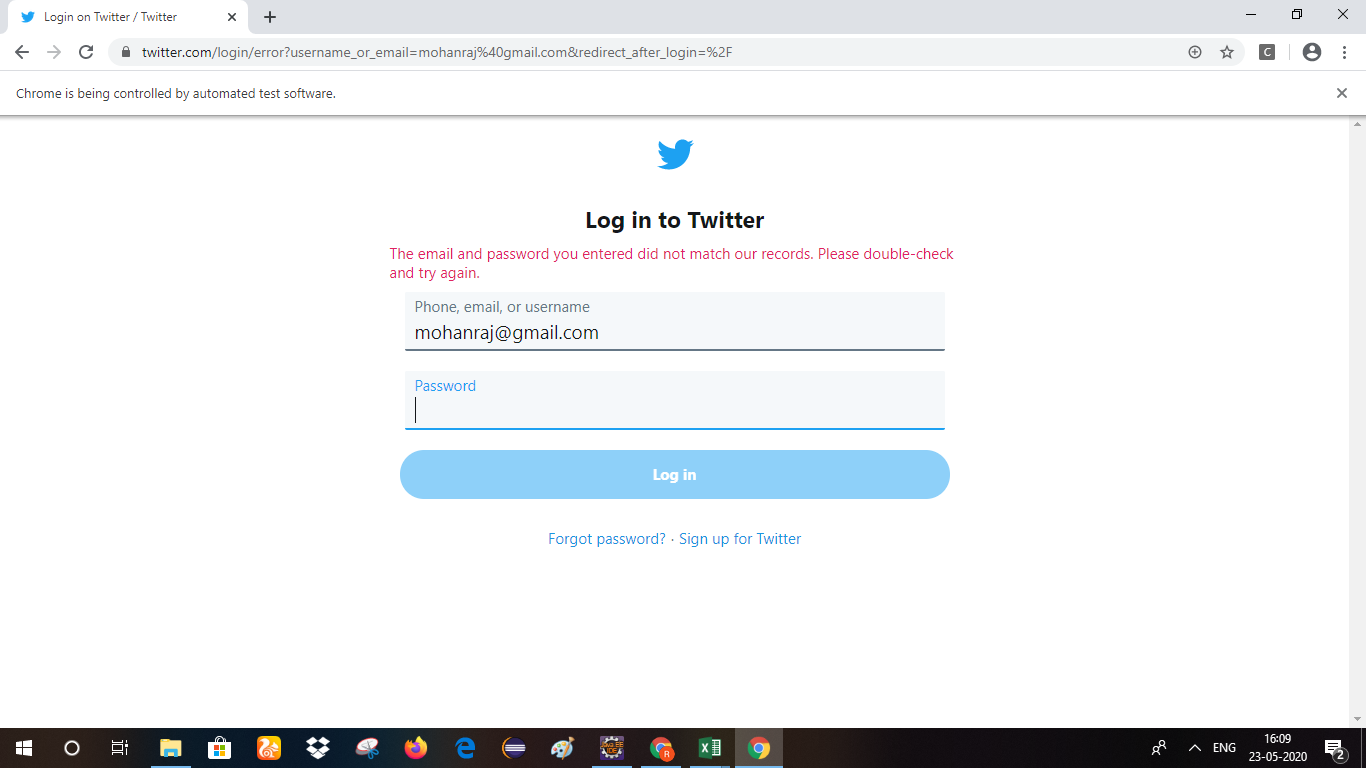 Login on Twitter / Twitter
twitter.com/login/error?username_or_email=mohanraj%40gmail.com&redirect_after_login=%2F
C
Chrome is being controlled by automated test software.
Log in to Twitter
The email and password you entered did not match our records. Please double-check
and try again.
Phone, email, or username
mohanraj@gmail.com
Password
Log in
Forgot password? · Sign up for Twitter
R
ENG
16:09
23-05-2020
2